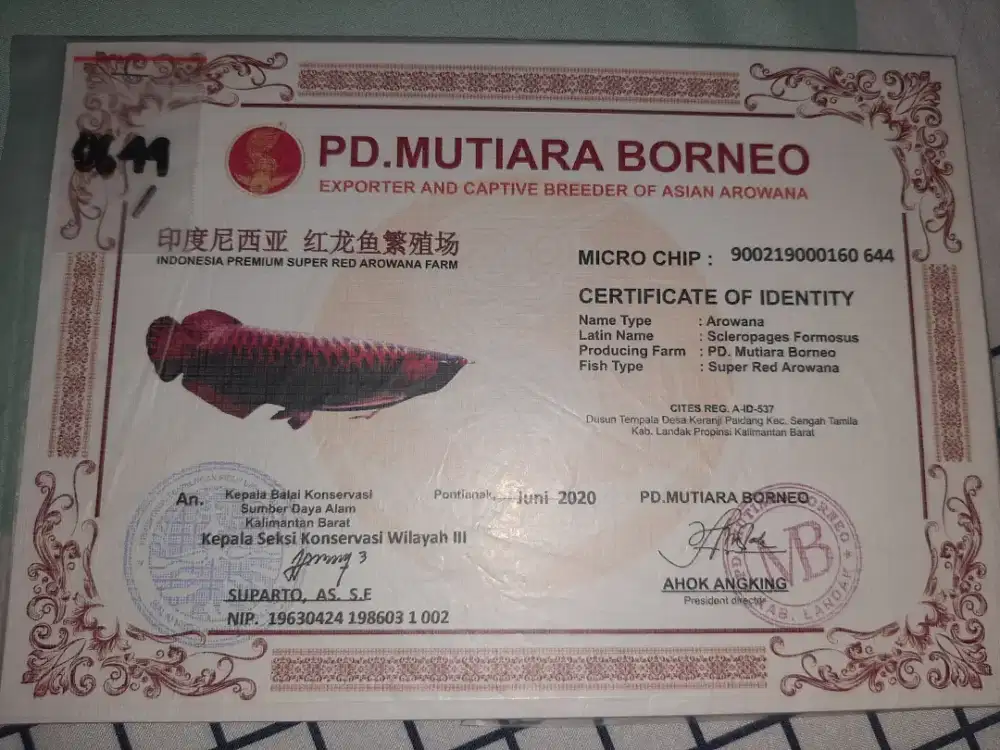 PD.MUTIARA BORNEO
EXPORTER AND CAPTIVE BREEDER OF ASIAN AROWANA
印度尼西亚 红龙鱼繁殖场
INDONESIA PREMIUM SUPER RED AROWANA FARM
MICRO CHIP : 900219000160 644
CERTIFICATE OF IDENTITY
Name Type : Arowana
Latin Name : Scleropages Formosus
Producing Farm : PD. Mutiara Borneo
Fish Type : Super Red Arowana
CITES REG. A-ID-537
Dusun Tempala Desa Keranji Paidang Kec. Sengah Tamila
Kab. Landak Propinsi Kalimantan Barat
An. Kepala Balai Konservasi
Sumber Daya Alam
Kalimantan Barat
Kepala Seksi Konservasi Wilayah III
SUPARTO, AS. S.E
NIP. 19630424 198603 1 002
Pontianak, Juni 2020
PD.MUTIARA BORNEO
MB
BORNEO
KAB. LANDAK
AHOK ANGKING
President director